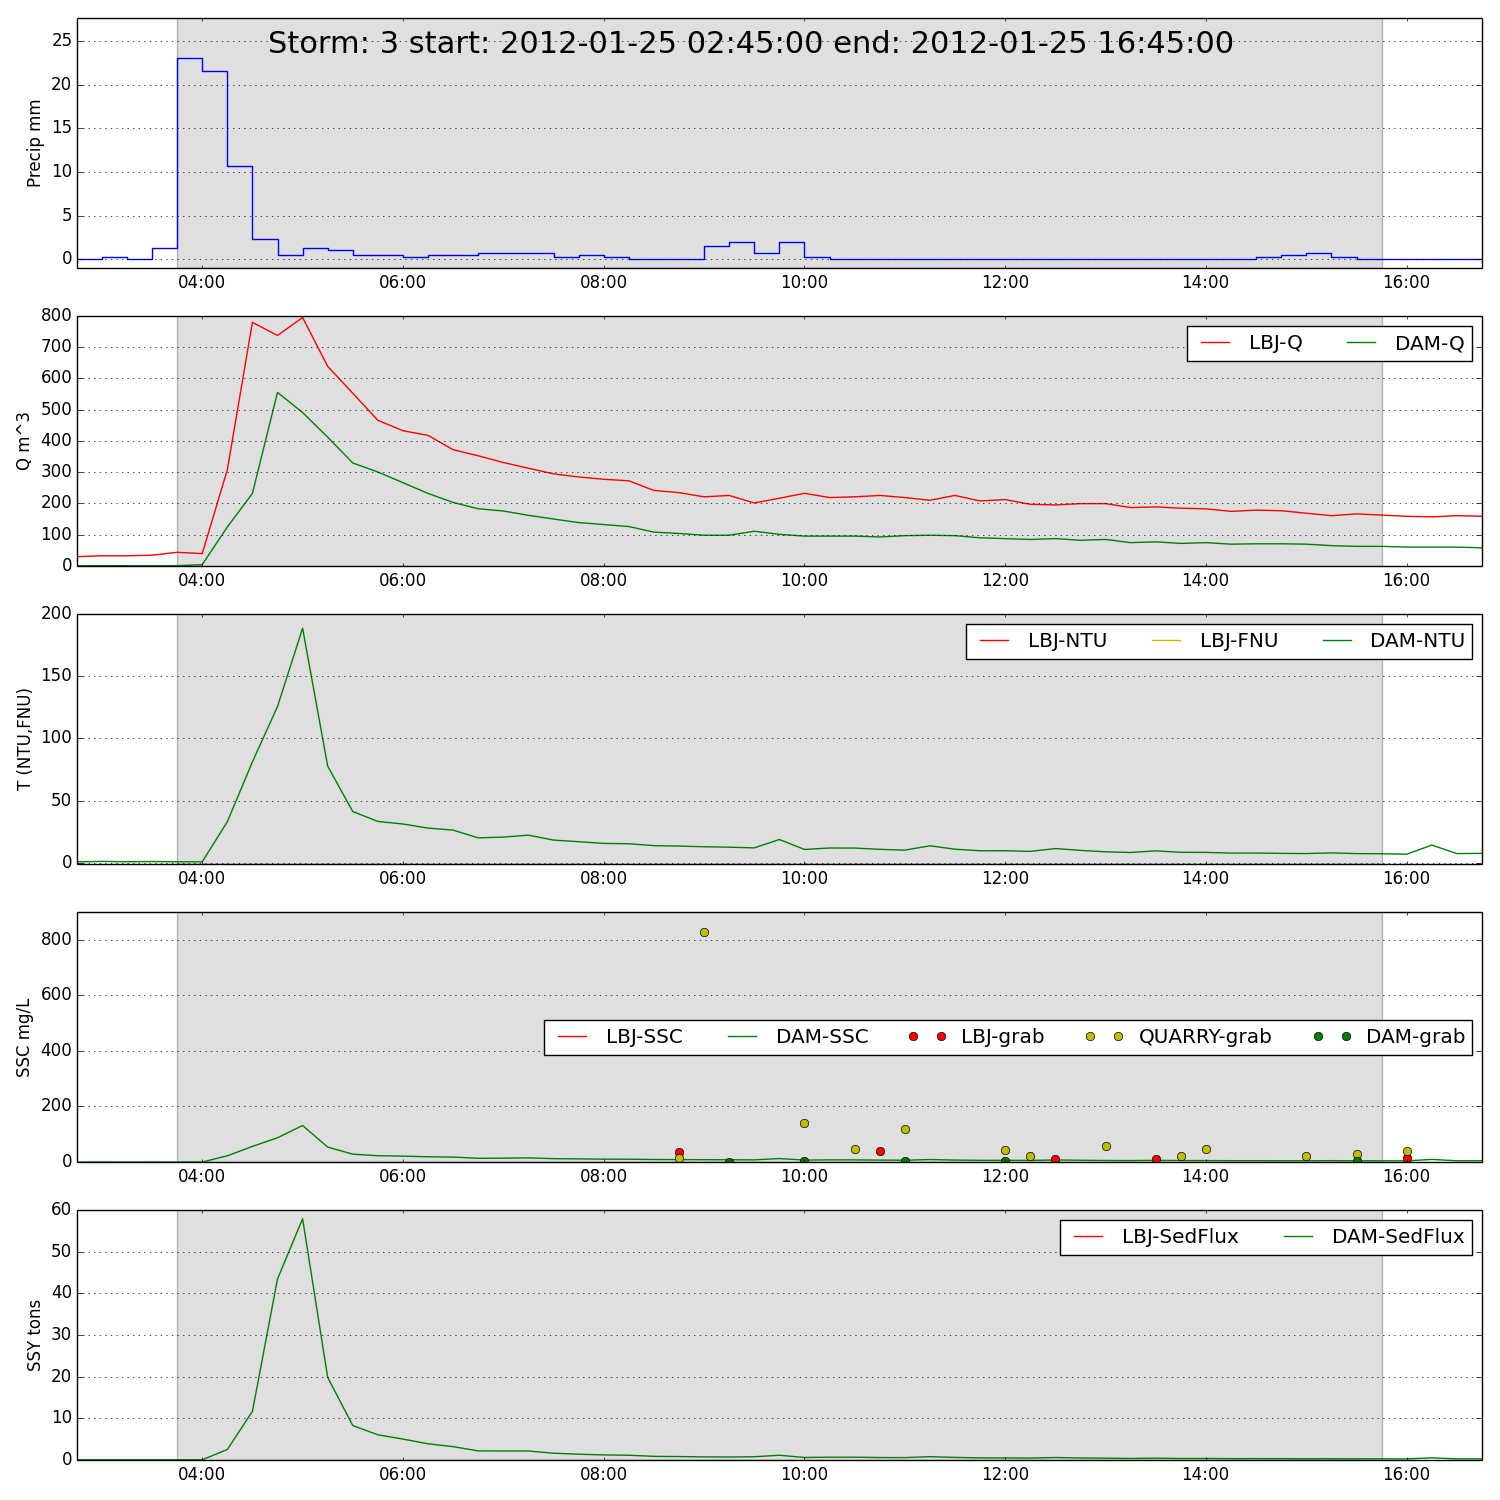 Storm: 3 start: 2012-01-25 02:45:00 end: 2012-01-25 16:45:00
Precip mm
25
20
15
10
5
0
04:00 06:00 08:00 10:00 12:00 14:00 16:00
Q m^3
800
700
600
500
400
300
200
100
0
LBJ-Q DAM-Q
04:00 06:00 08:00 10:00 12:00 14:00 16:00
T (NTU,FNU)
200
150
100
50
0
LBJ-NTU LBJ-FNU DAM-NTU
04:00 06:00 08:00 10:00 12:00 14:00 16:00
SSC mg/L
800
600
400
200
0
LBJ-SSC DAM-SSC LBJ-grab QUARRY-grab DAM-grab
04:00 06:00 08:00 10:00 12:00 14:00 16:00
SSY tons
60
50
40
30
20
10
0
LBJ-SedFlux DAM-SedFlux
04:00 06:00 08:00 10:00 12:00 14:00 16:00